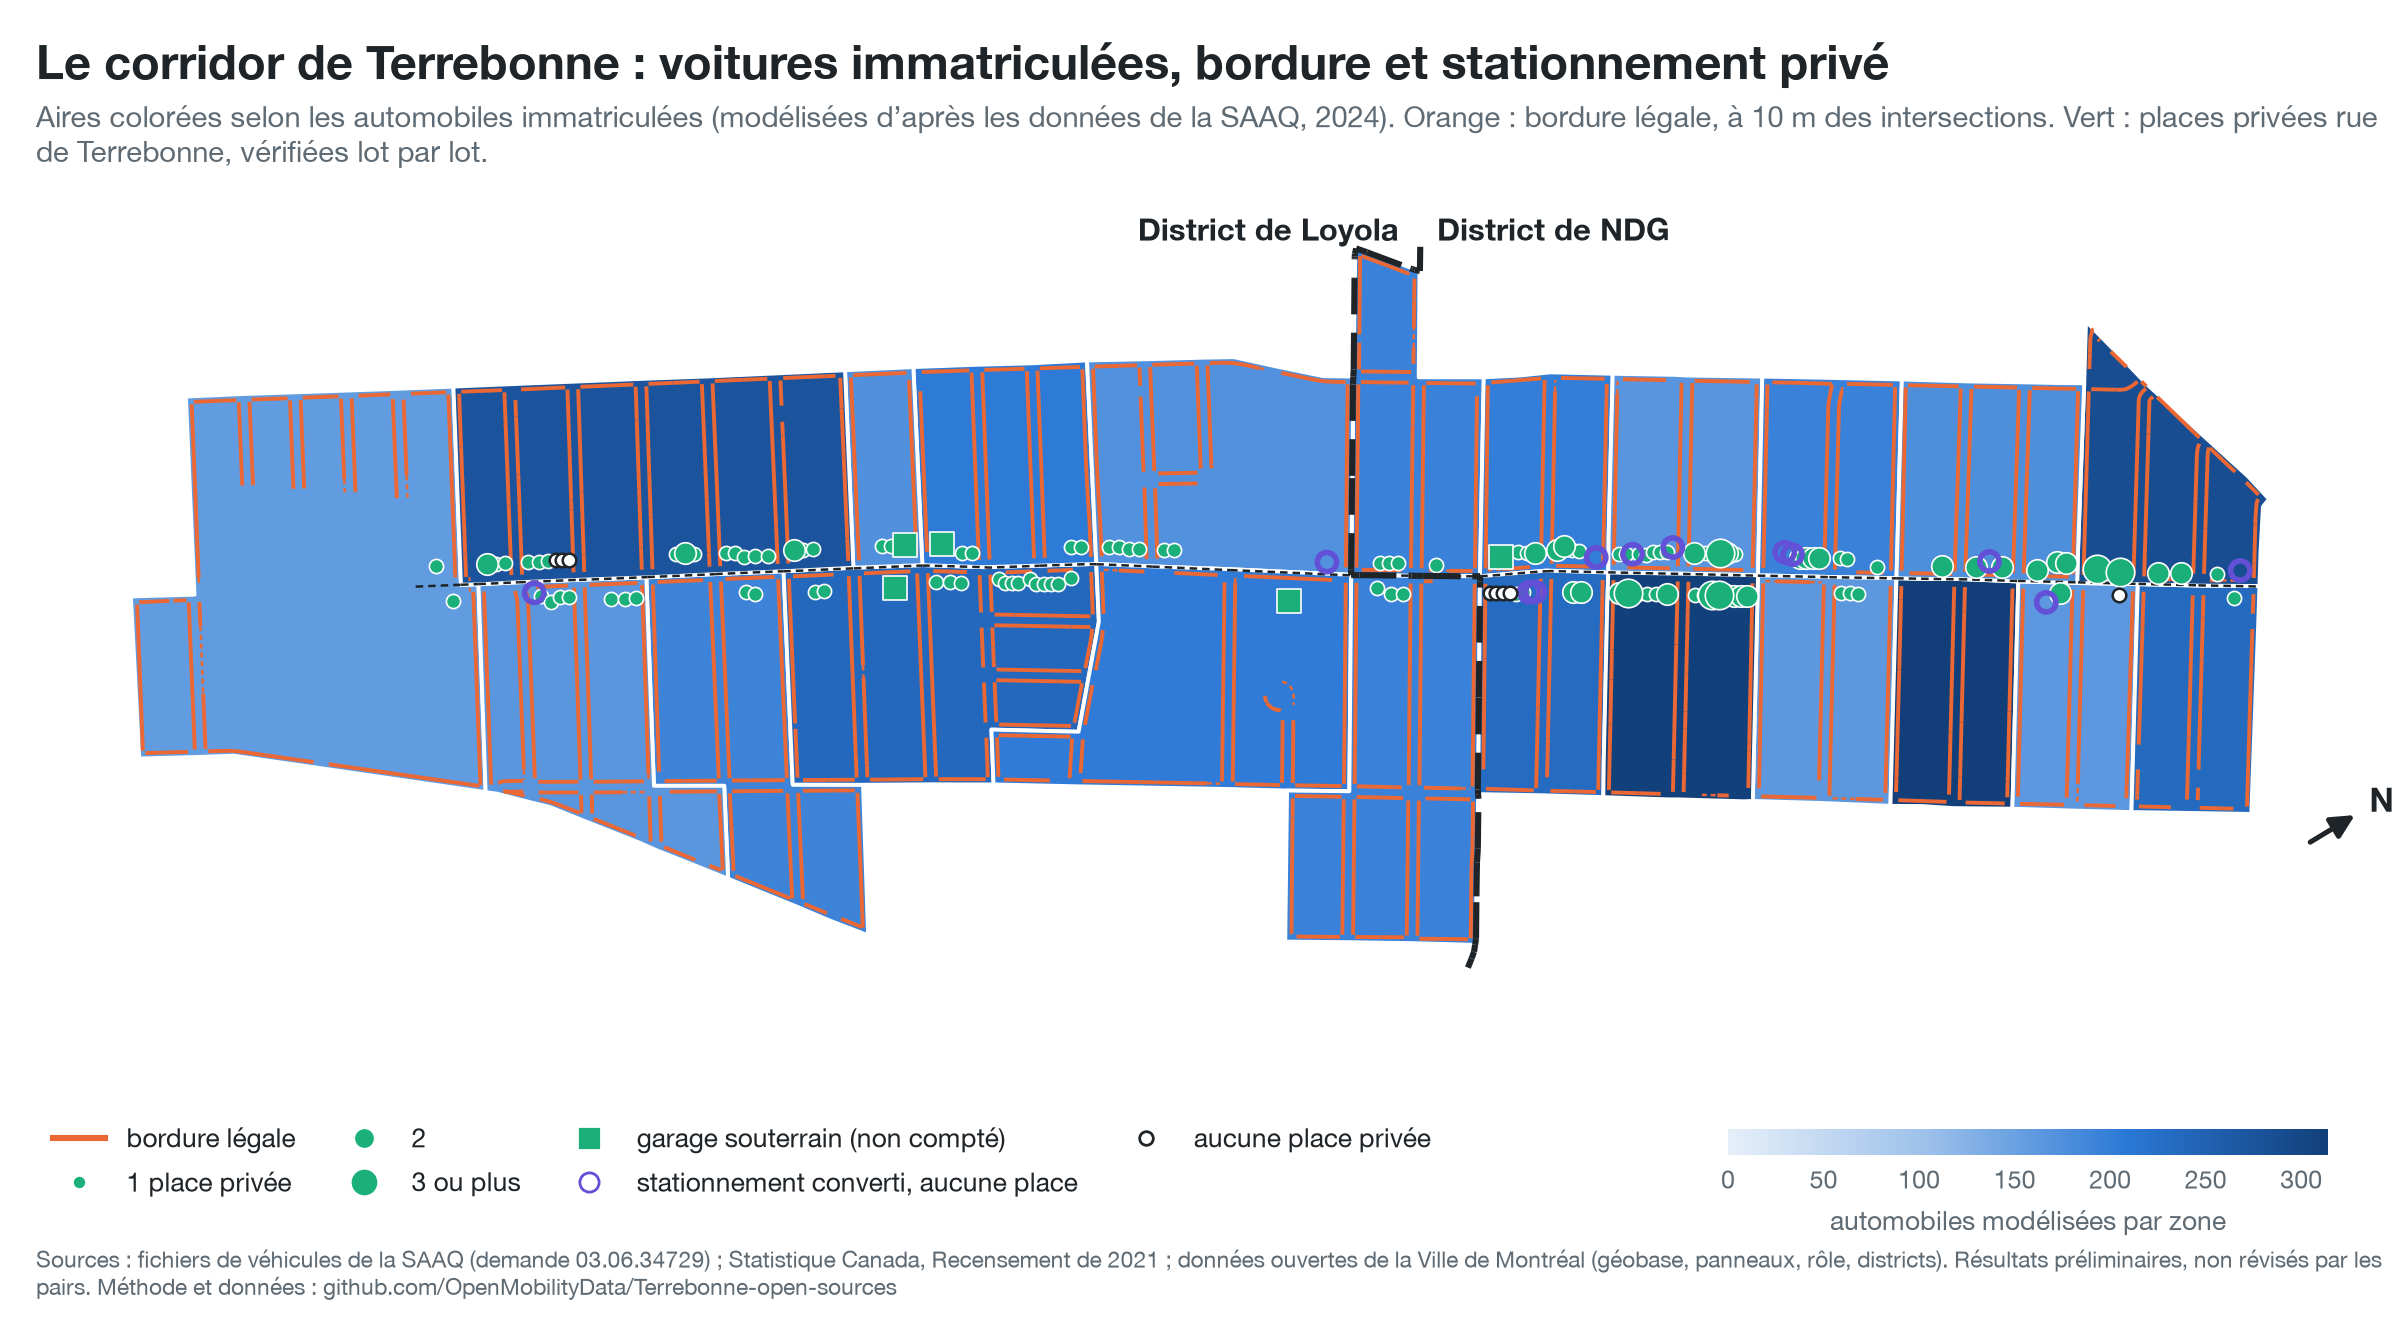 Le corridor de Terrebonne : voitures immatriculées, bordure et stationnement privé
Aires colorées selon les automobiles immatriculées (modélisées d’après les données de la SAAQ, 2024). Orange : bordure légale, à 10 m des intersections. Vert : places privées rue
de Terrebonne, vérifiées lot par lot.
District de Loyola
District de NDG
N
bordure légale
2
garage souterrain (non compté)
aucune place privée
1 place privée
3 ou plus
stationnement converti, aucune place
0 50 100 150 200 250 300
automobiles modélisées par zone
Sources : fichiers de véhicules de la SAAQ (demande 03.06.34729) ; Statistique Canada, Recensement de 2021 ; données ouvertes de la Ville de Montréal (géobase, panneaux, rôle, districts). Résultats préliminaires, non révisés par les
pairs. Méthode et données : github.com/OpenMobilityData/Terrebonne-open-sources